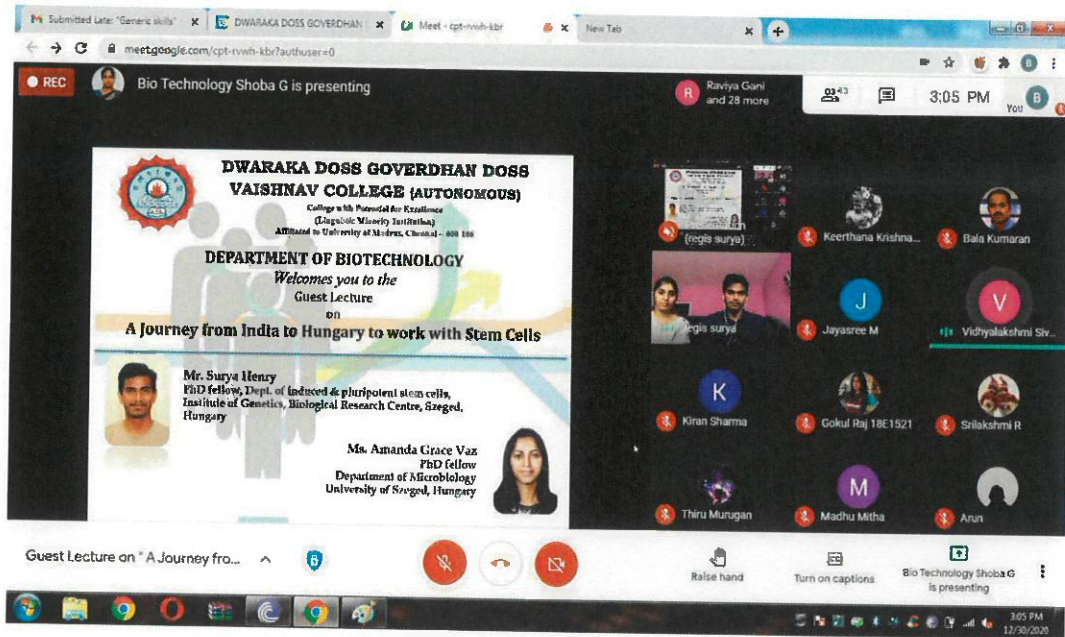 Submitted Late: "Generic skills"
DWARAKA DOSS GOVERDHAN
Meet - cpt-rvwh-kbr
New Tab
meet.google.com/cpt-rvwh-kbr?authuser=0
REC
Bio Technology Shoba G is presenting
Raviya Gani
and 28 more
43
3:05 PM
You
B
DWARAKA DOSS GOVERDHAN DOSS
VAISHNAV COLLEGE (AUTONOMOUS)
College with Potential for Excellence
(Linguistic Minority Institution)
Affiliated to University of Madras, Chennai – 600 106
DEPARTMENT OF BIOTECHNOLOGY
Welcomes you to the
Guest Lecture
on
A Journey from India to Hungary to work with Stem Cells
Mr. Surya Henry
PhD fellow, Dept. of induced & pluripotent stem cells,
Institute of Genetics, Biological Research Centre, Szeged,
Hungary
Ms. Amanda Grace Vaz
PhD fellow
Department of Microbiology
University of Szeged, Hungary
(regis surya)
Keerthana Krishna...
Bala Kumaran
regis surya
J
Jayasree M
V
Vidhyalakshmi Siv...
K
Kiran Sharma
Gokul Raj 18E1521
Srilakshmi R
Thiru Murugan
M
Madhu Mitha
Arun
Guest Lecture on " A Journey fro...
Raise hand
Turn on captions
Bio Technology Shoba G
is presenting
3:05 PM
12/30/2020